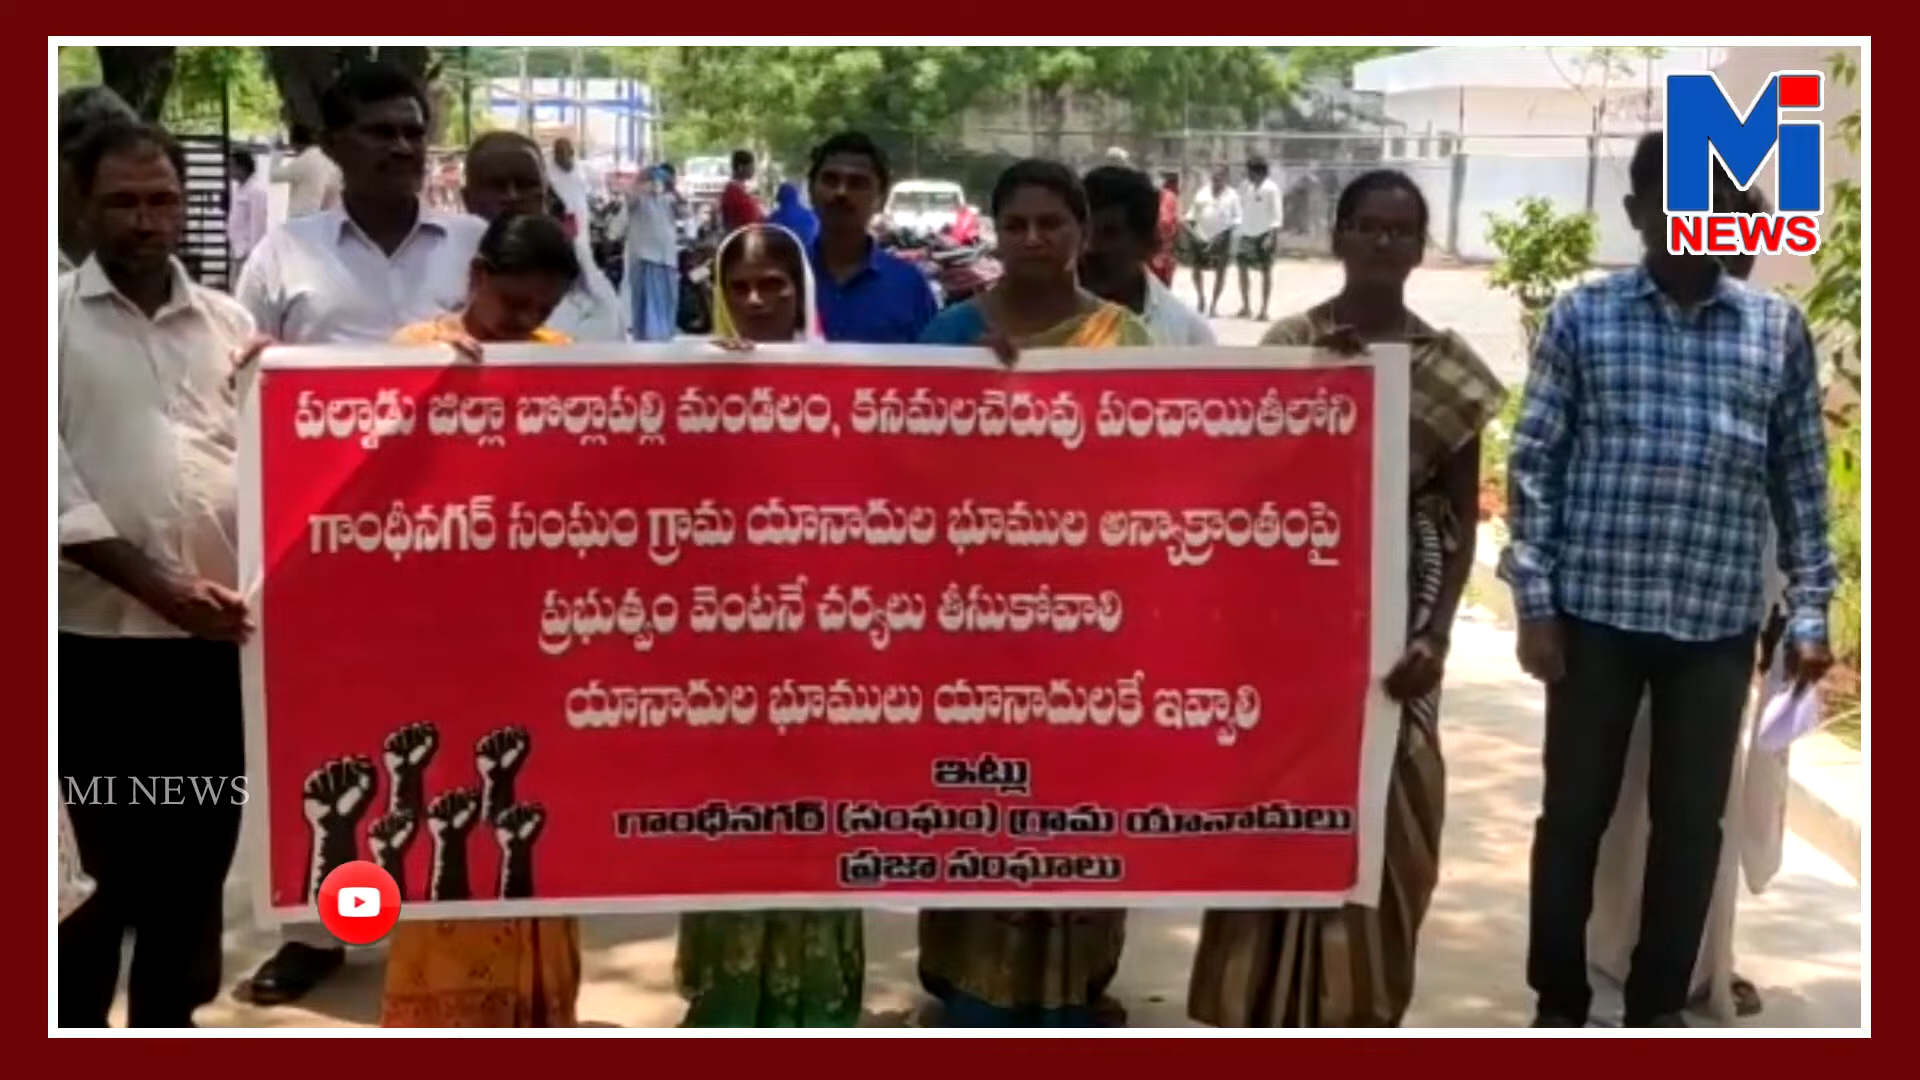 Mi
NEWS
పల్నాడు జిల్లా బొల్లాపల్లి మండలం, కనమలచెరువు పంచాయితీలోని
గాంధీనగర్ సంఘం గ్రామ యానాదుల భూముల అన్యాక్రాంతంపై
ప్రభుత్వం వెంటనే చర్యలు తీసుకోవాలి
యానాదుల భూములు యానాదులకే ఇవ్వాలి
ఇట్లు
గాంధీనగర్ (సంఘం) గ్రామ యానాదులు
ప్రజా సంఘాలు
MI NEWS